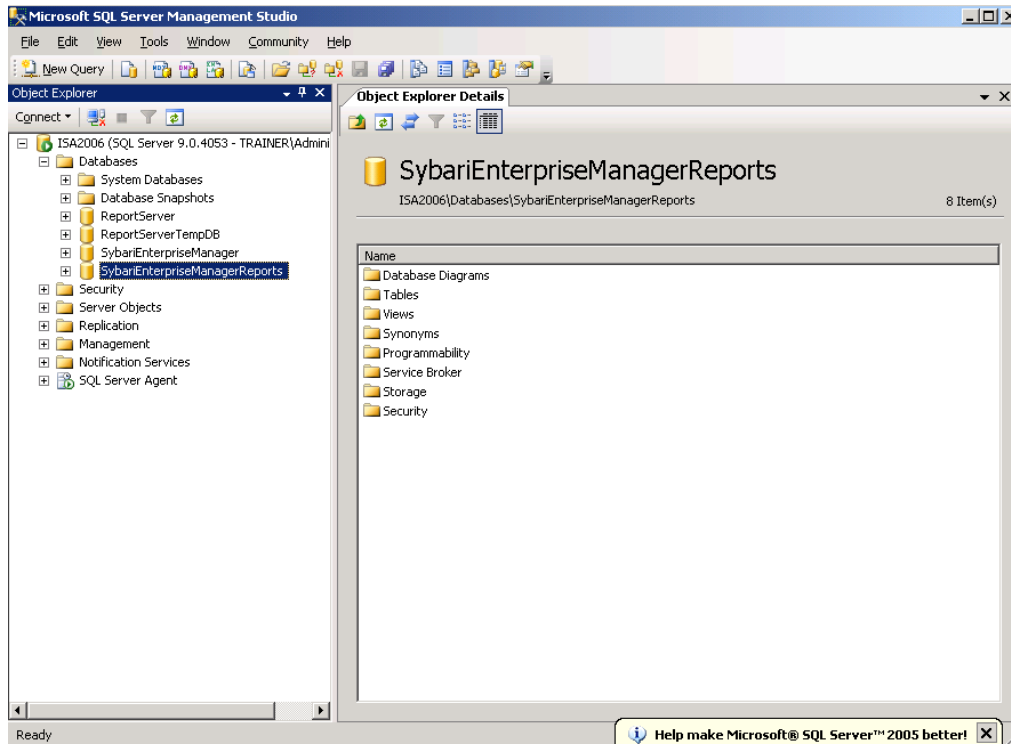 Microsoft SQL Server Management Studio
File Edit View Tools Window Community Help
New Query
Object Explorer
Connect
ISA2006 (SQL Server 9.0.4053 - TRAINER\Admini
Databases
System Databases
Database Snapshots
ReportServer
ReportServerTempDB
SybariEnterpriseManager
SybariEnterpriseManagerReports
Security
Server Objects
Replication
Management
Notification Services
SQL Server Agent
Object Explorer Details
SybariEnterpriseManagerReports
ISA2006\Databases\SybariEnterpriseManagerReports 8 Item(s)
Name
Database Diagrams
Tables
Views
Synonyms
Programmability
Service Broker
Storage
Security
Ready
Help make Microsoft® SQL Server™ 2005 better!